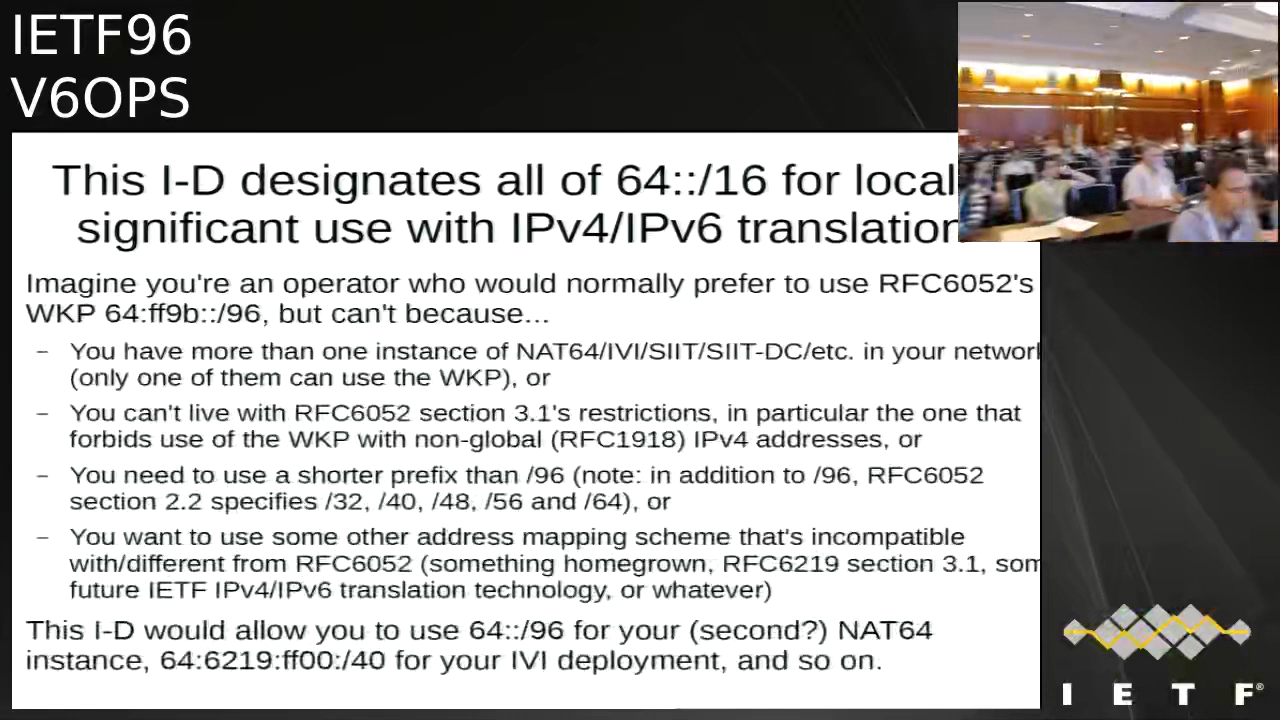 IETF96
V6OPS
This I-D designates all of 64::/16 for local
significant use with IPv4/IPv6 translation
Imagine you're an operator who would normally prefer to use RFC6052's
WKP 64:ff9b::/96, but can't because...
– You have more than one instance of NAT64/IVI/SIIT/SIIT-DC/etc. in your network
(only one of them can use the WKP), or
– You can't live with RFC6052 section 3.1's restrictions, in particular the one that
forbids use of the WKP with non-global (RFC1918) IPv4 addresses, or
– You need to use a shorter prefix than /96 (note: in addition to /96, RFC6052
section 2.2 specifies /32, /40, /48, /56 and /64), or
– You want to use some other address mapping scheme that's incompatible
with/different from RFC6052 (something homegrown, RFC6219 section 3.1, som
future IETF IPv4/IPv6 translation technology, or whatever)
This I-D would allow you to use 64::/96 for your (second?) NAT64
instance, 64:6219:ff00:/40 for your IVI deployment, and so on.
I E T F®